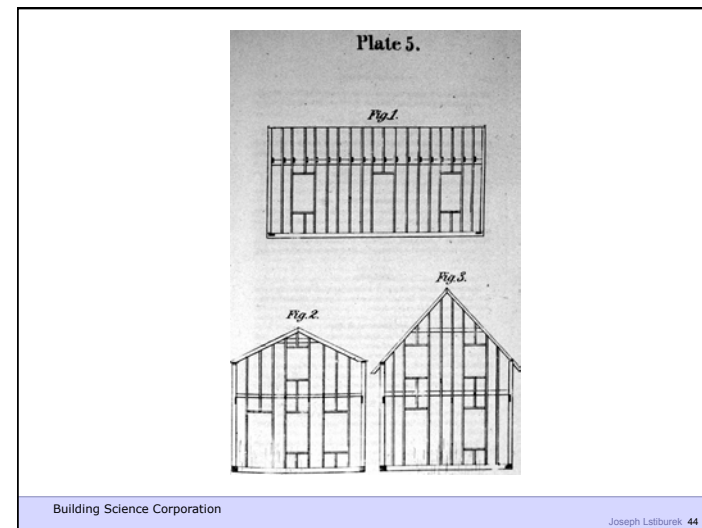 Plate 5.
Fig.1.
Fig.2.
Fig.3.
Building Science Corporation
Joseph Lstiburek 44